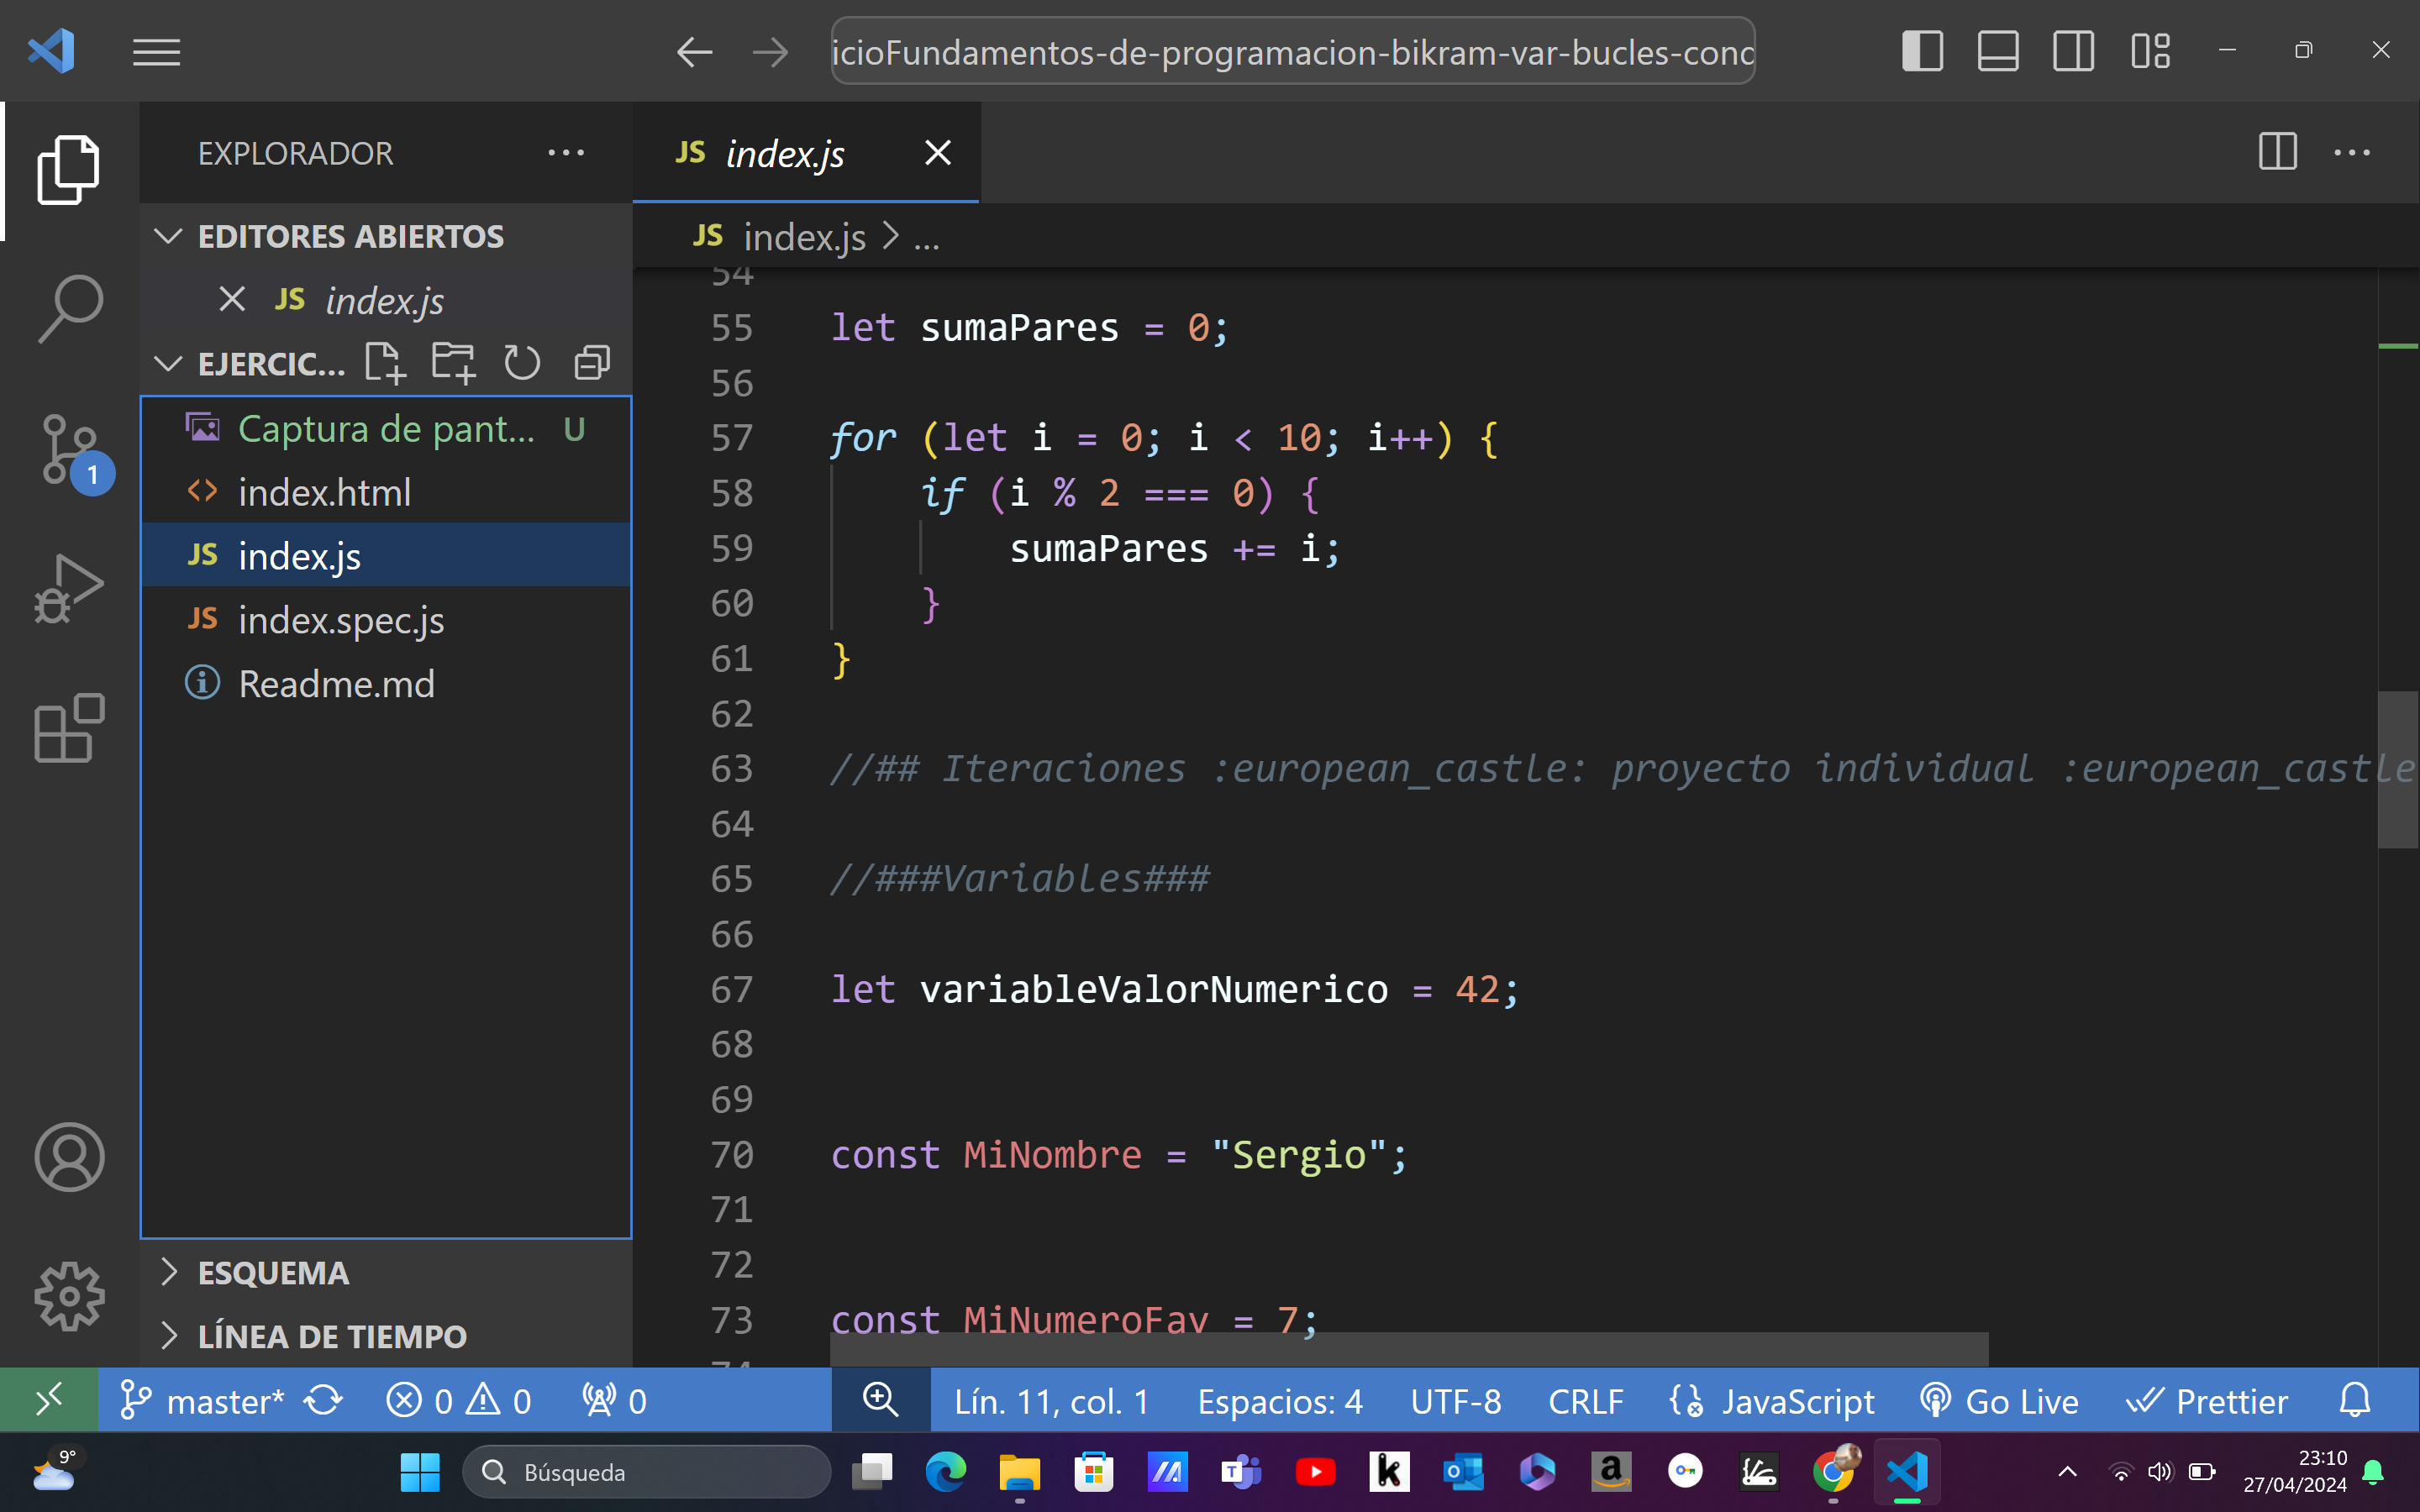 icioFundamentos-de-programacion-bikram-var-bucles-conc
EXPLORADOR
JS index.js
EDITORES ABIERTOS
JS index.js
JS index.js > ...
EJERCIC...
Captura de pant... U
index.html
JS index.js
JS index.spec.js
Readme.md
ESQUEMA
LÍNEA DE TIEMPO
1
54
55 let sumaPares = 0;
56
57 for (let i = 0; i < 10; i++) {
58 if (i % 2 === 0) {
59 sumaPares += i;
60 }
61 }
62
63 //## Iteraciones :european_castle: proyecto individual :european_castle
64
65 //###Variables###
66
67 let variableValorNumerico = 42;
68
69
70 const MiNombre = "Sergio";
71
72
73 const MiNumeroFav = 7;
74
master* 0 0 0 Lín. 11, col. 1 Espacios: 4 UTF-8 CRLF JavaScript Go Live Prettier
9° Búsqueda 23:10
27/04/2024